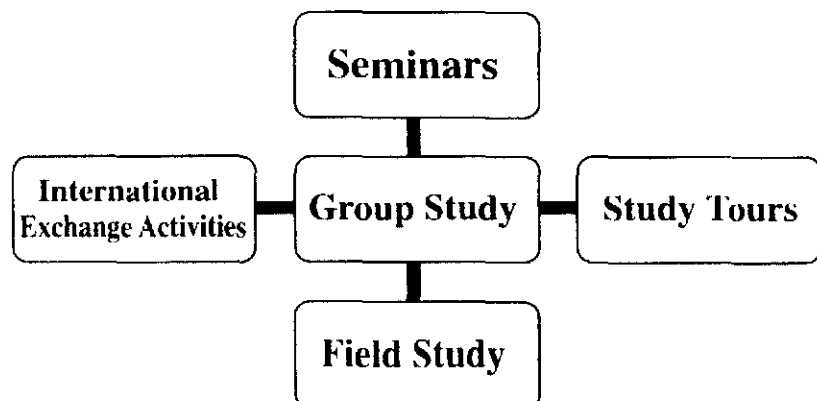 Seminars
International
Exchange Activities
Group Study
Study Tours
Field Study